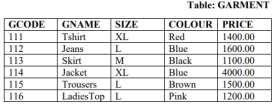 Table: GARMENT
GCODE GNAME SIZE COLOUR PRICE
111 Tshirt XL Red 1400.00
112 Jeans L Blue 1600.00
113 Skirt M Black 1100.00
114 Jacket XL Blue 4000.00
115 Trousers L Brown 1500.00
116 LadiesTop L Pink 1200.00